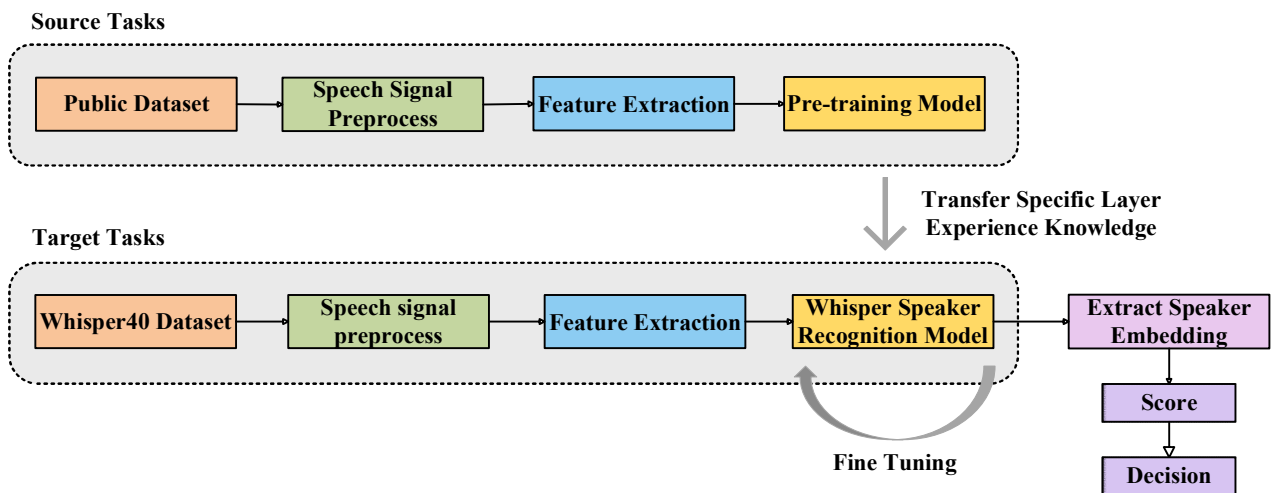 Source Tasks
Public Dataset
Speech Signal
Preprocess
Feature Extraction
Pre-training Model
Transfer Specific Layer
Experience Knowledge
Target Tasks
Whisper40 Dataset
Speech signal
preprocess
Feature Extraction
Whisper Speaker
Recognition Model
Extract Speaker
Embedding
Score
Fine Tuning
Decision